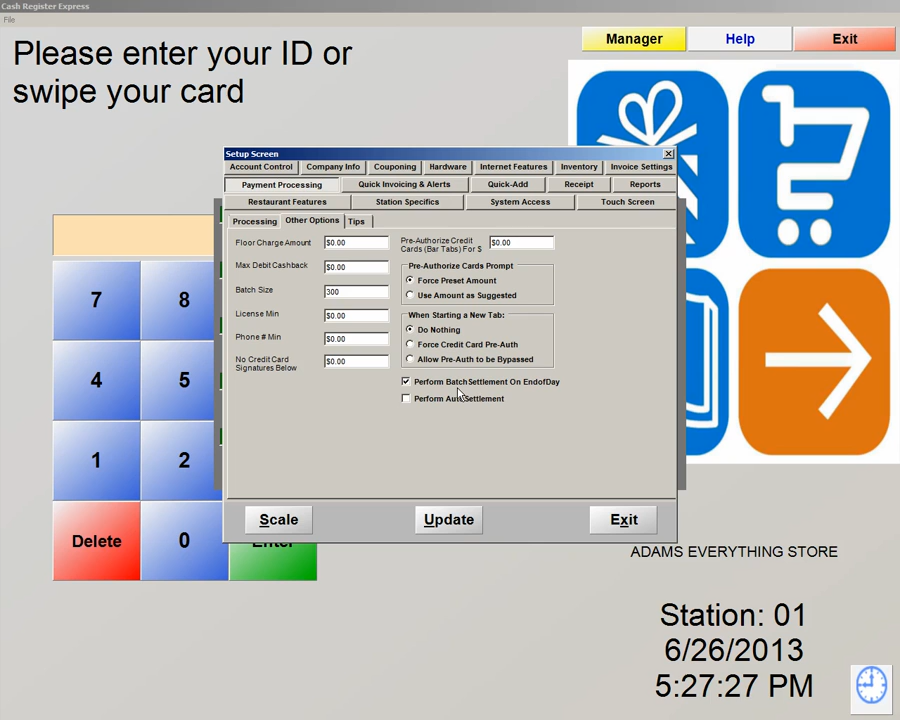 Cash Register Express
File
Please enter your ID or
swipe your card
Manager
Help
Exit
Setup Screen
Account Control
Company Info
Couponing
Hardware
Internet Features
Inventory
Invoice Settings
Payment Processing
Quick Invoicing & Alerts
Quick-Add
Receipt
Reports
Restaurant Features
Station Specifics
System Access
Touch Screen
Processing
Other Options
Tips
Floor Charge Amount
$0.00
Max Debit Cashback
$0.00
Batch Size
300
License Min
$0.00
Phone # Min
$0.00
No Credit Card
Signatures Below
$0.00
Pre-Authorize Credit
Cards (Bar Tabs) For $
$0.00
Pre-Authorize Cards Prompt
Force Preset Amount
Use Amount as Suggested
When Starting a New Tab:
Do Nothing
Force Credit Card Pre-Auth
Allow Pre-Auth to be Bypassed
Perform BatchSettlement On EndofDay
Perform AutoSettlement
Scale
Update
Exit
7
8
4
5
1
2
Delete
0
Enter
ADAMS EVERYTHING STORE
Station: 01
6/26/2013
5:27:27 PM